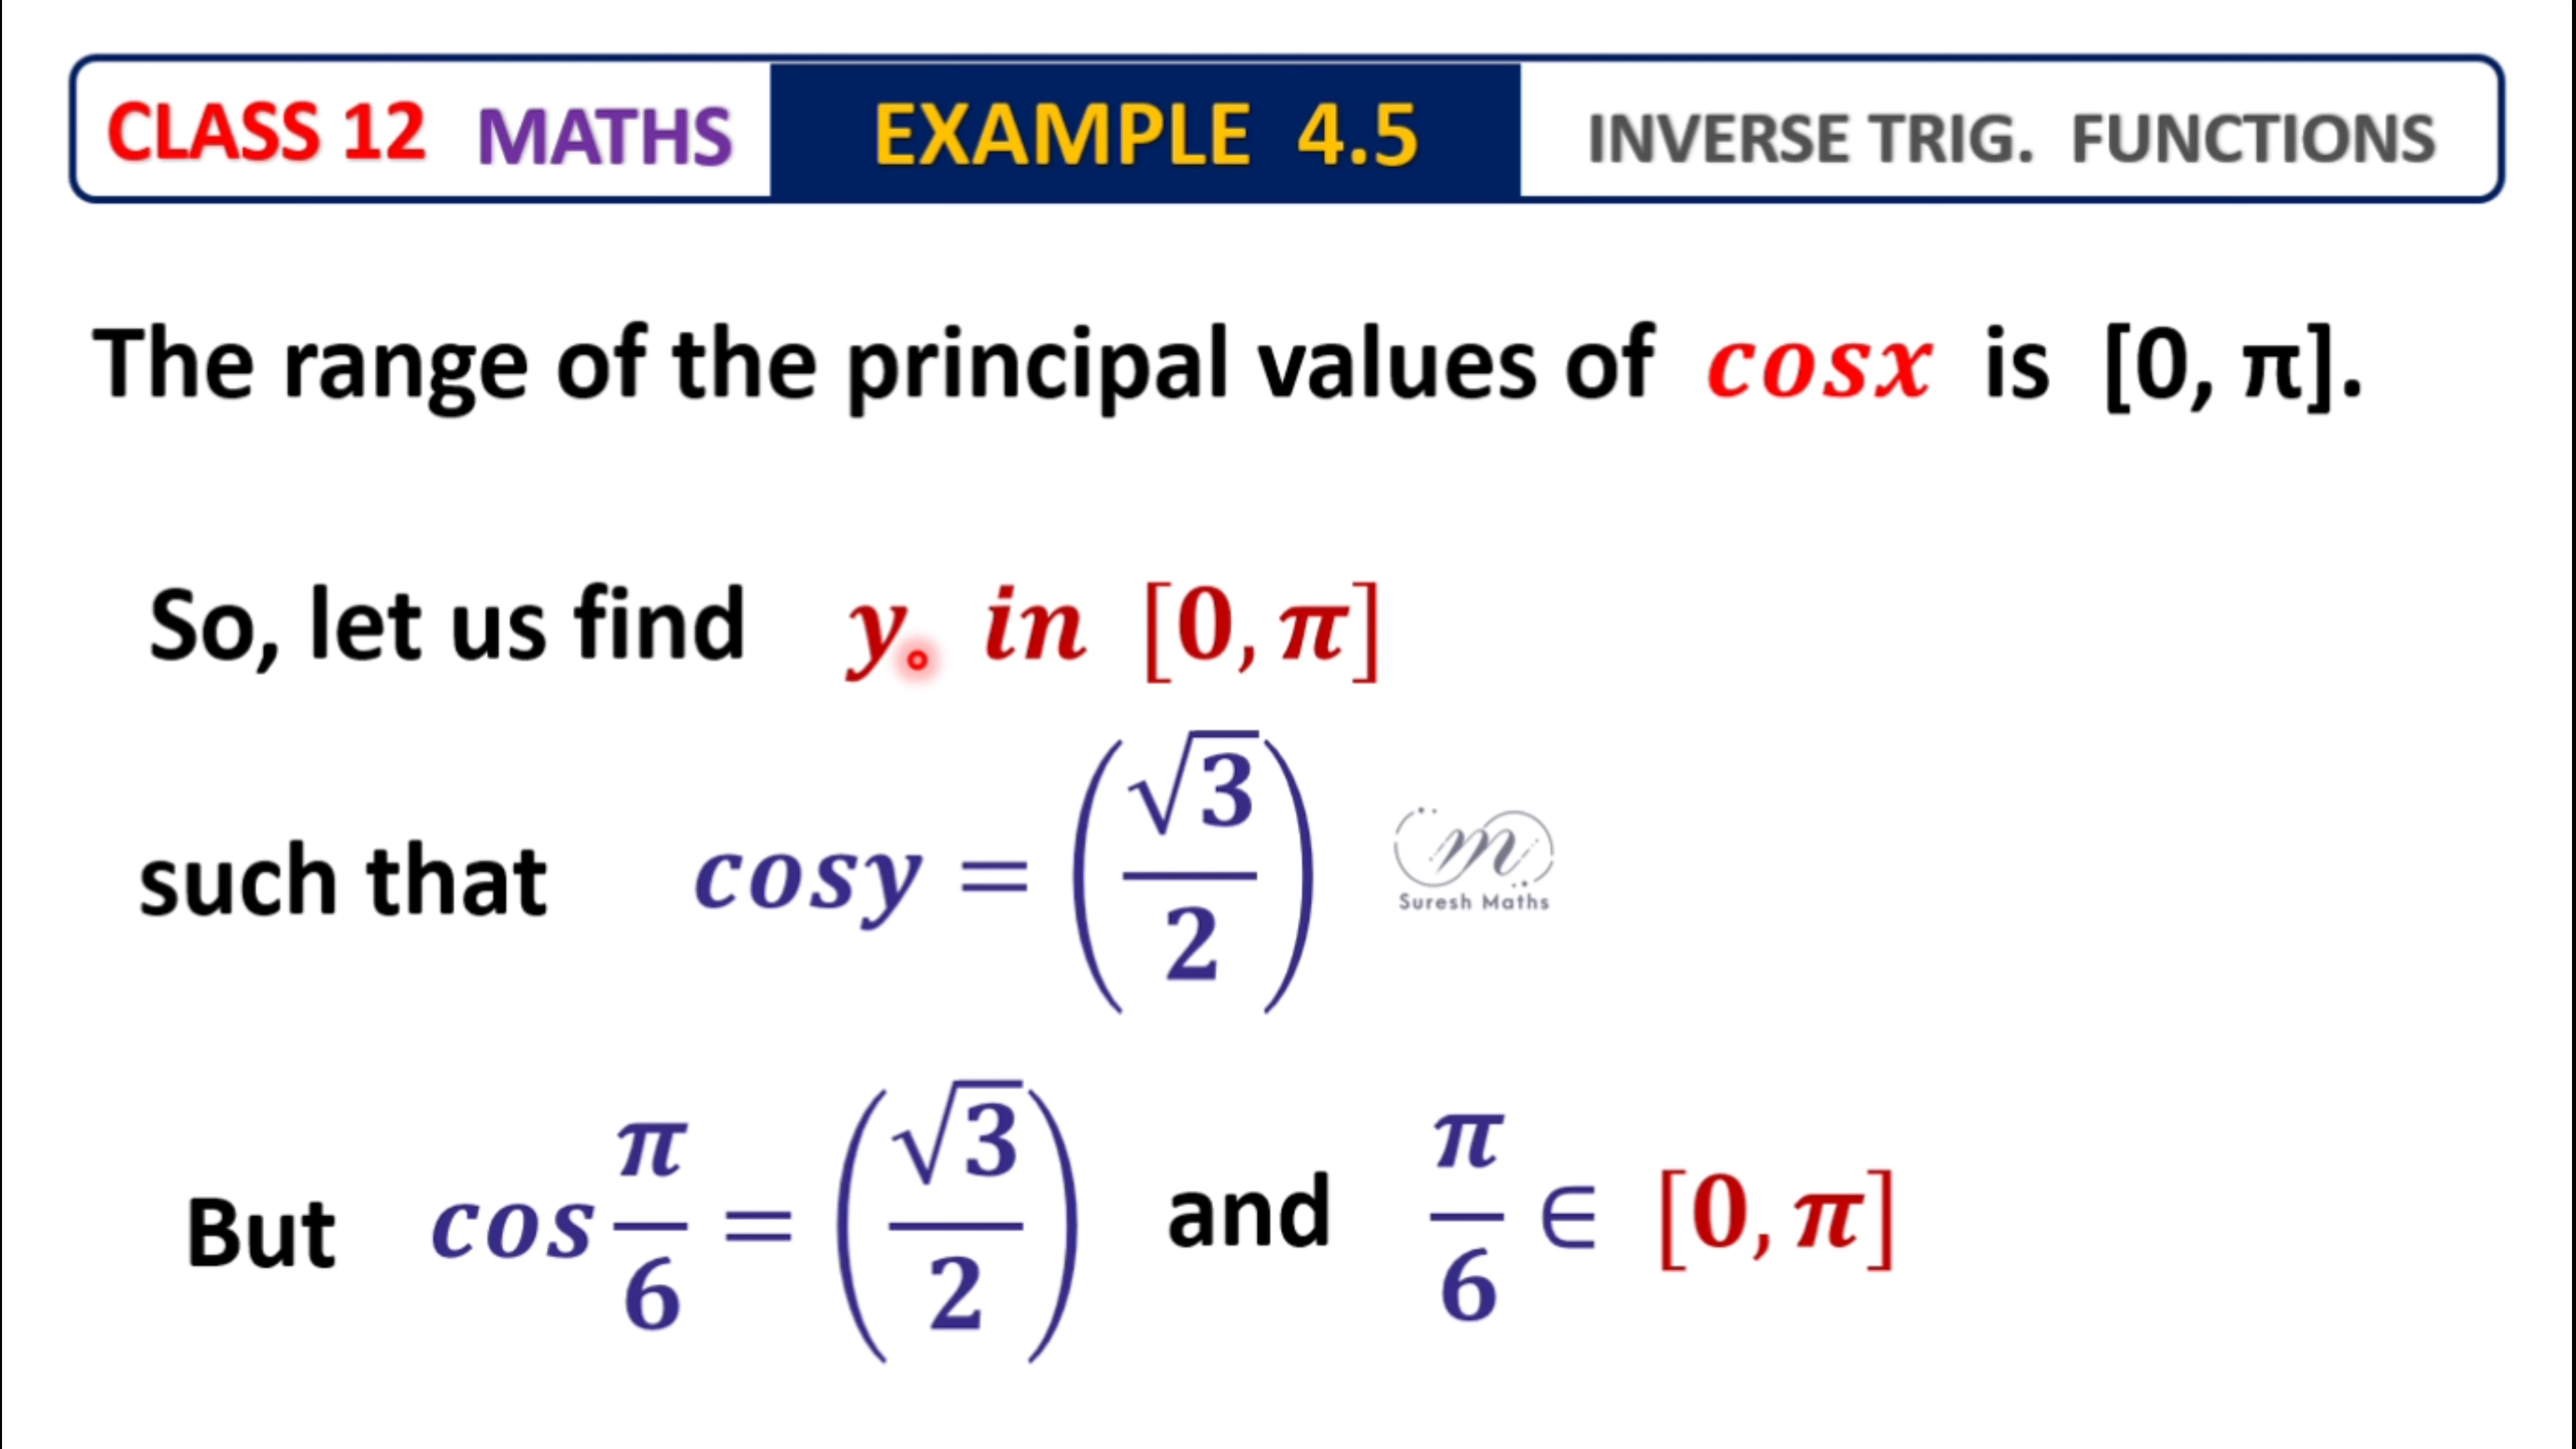 CLASS 12 MATHS EXAMPLE 4.5 INVERSE TRIG. FUNCTIONS
The range of the principal values of cosx is [0, π].
So, let us find y in [0, π]
such that cosy = (√3/2)
Suresh Maths
But cos π/6 = (√3/2) and π/6 ∈ [0, π]